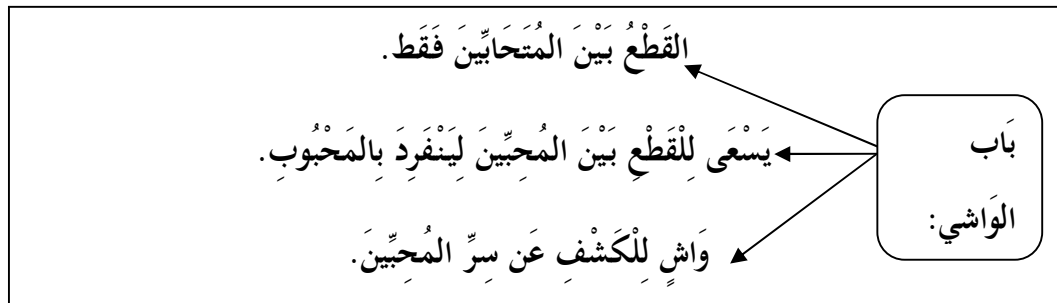 القَطْعُ بَيْنَ المُتَحَابِّينَ فَقَط.
بَاب
الوَاشي:
يَسْعَى لِلْقَطْعِ بَيْنَ المُحِبِّينَ لِيَنْفَرِدَ بِالمَحْبُوبِ.
وَاشٍ لِلْكَشْفِ عَن سِرِّ المُحِبِّينَ.